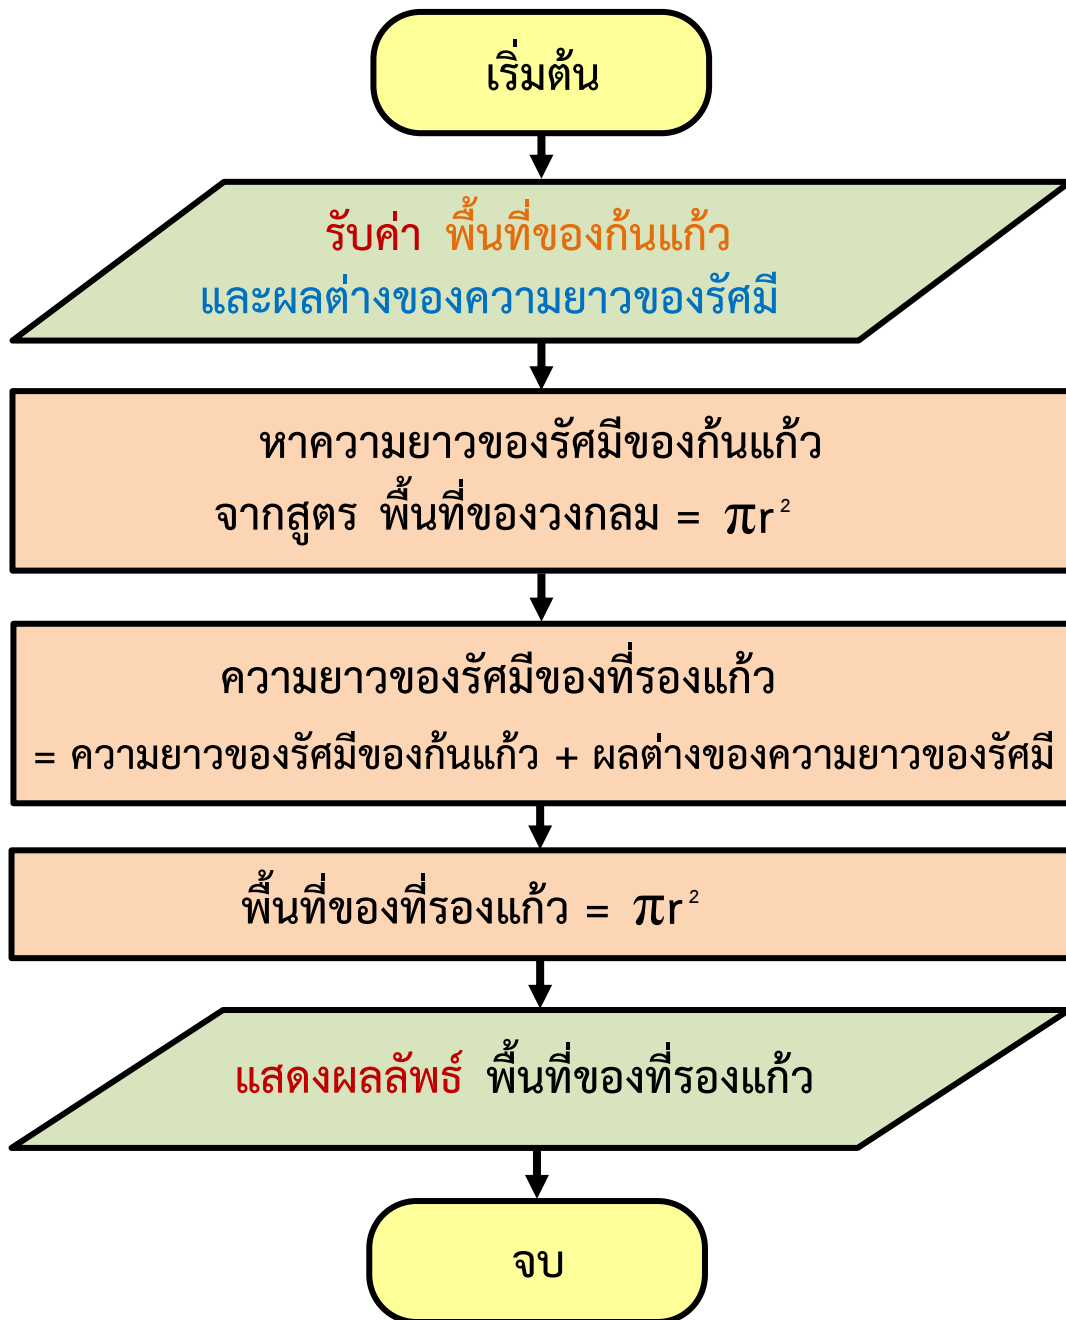 เริ่มต้น
รับค่า พื้นที่ของก้นแก้ว
และผลต่างของความยาวของรัศมี
หาความยาวของรัศมีของก้นแก้ว
จากสูตร พื้นที่ของวงกลม = πr²
ความยาวของรัศมีของที่รองแก้ว
= ความยาวของรัศมีของก้นแก้ว + ผลต่างของความยาวของรัศมี
พื้นที่ของที่รองแก้ว = πr²
แสดงผลลัพธ์ พื้นที่ของที่รองแก้ว
จบ